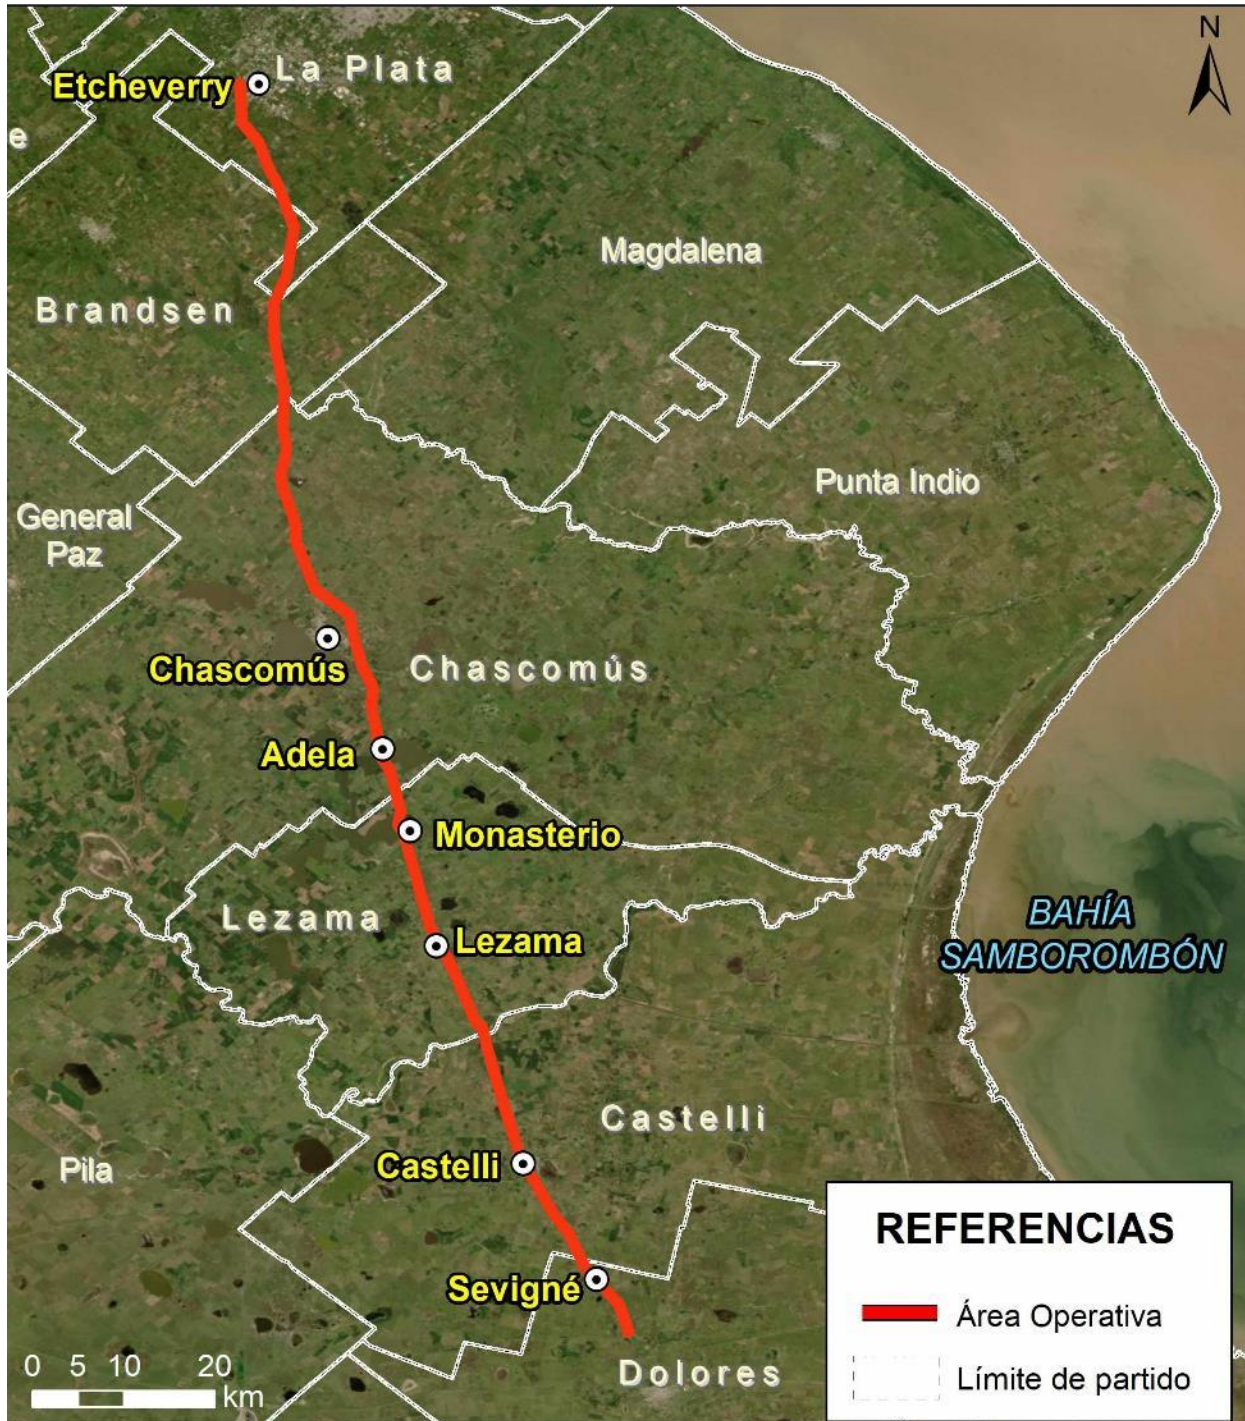 N
La Plata
Etcheverry
e
Magdalena
Brandsen
Punta Indio
General
Paz
Chascomús
Chascomús
Adela
Monasterio
Lezama
Lezama
BAHÍA
SAMBOROMBÓN
Castelli
Castelli
Pila
Sevigné
Dolores
0 5 10 20
km
REFERENCIAS
Área Operativa
Límite de partido